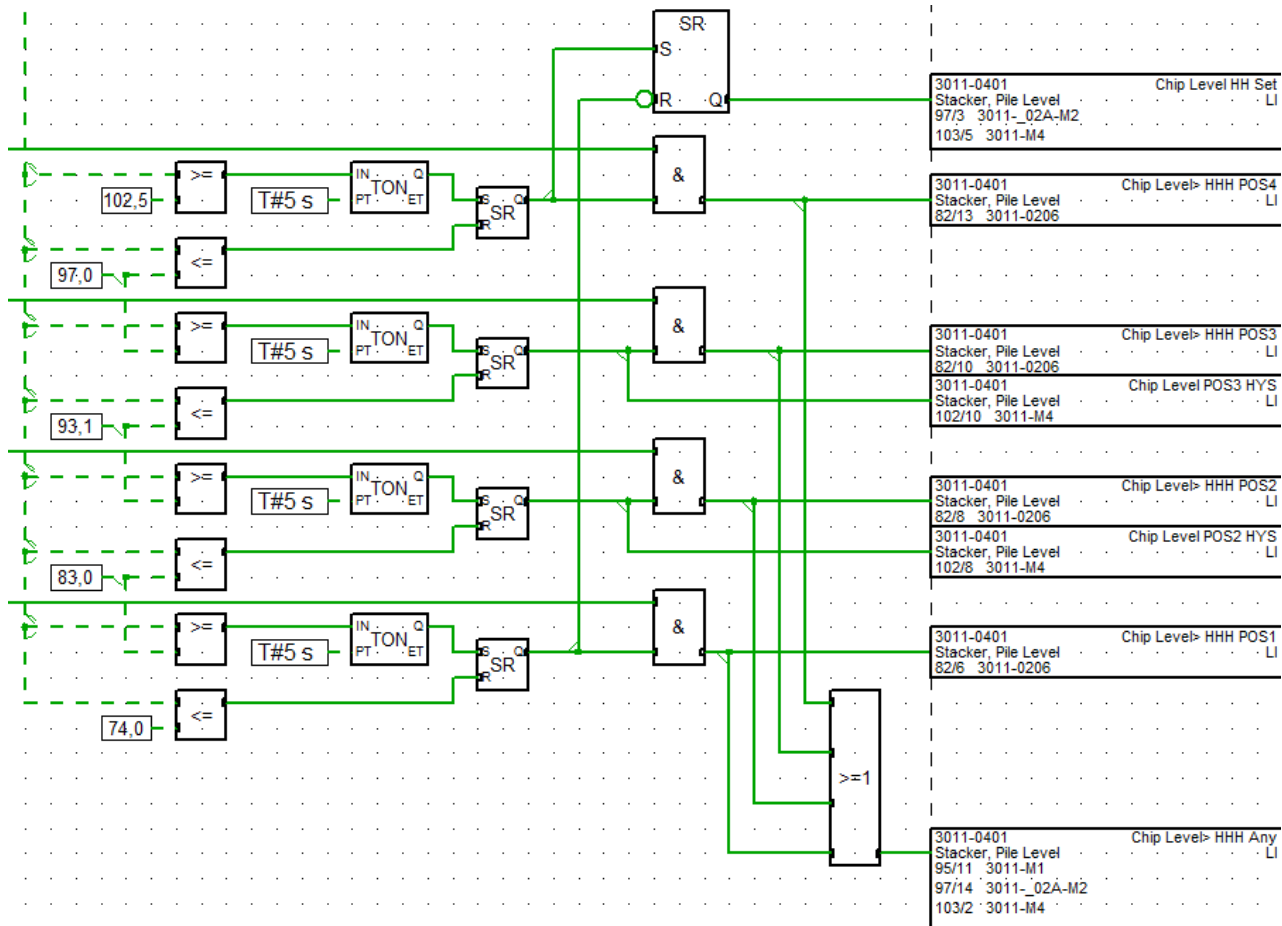 SR
S
R Q
3011-0401 Chip Level HH Set
Stacker, Pile Level LI
97/3 3011-_02A-M2
103/5 3011-M4
>=
102,5
IN Q
TON
PT ET
T#5 s
S Q
SR
R
&
3011-0401 Chip Level> HHH POS4
Stacker, Pile Level LI
82/13 3011-0206
<=
97,0
>=
IN Q
TON
PT ET
T#5 s
S Q
SR
R
&
3011-0401 Chip Level> HHH POS3
Stacker, Pile Level LI
82/10 3011-0206
3011-0401 Chip Level POS3 HYS
Stacker, Pile Level LI
102/10 3011-M4
<=
93,1
>=
IN Q
TON
PT ET
T#5 s
S Q
SR
R
&
3011-0401 Chip Level> HHH POS2
Stacker, Pile Level LI
82/8 3011-0206
3011-0401 Chip Level POS2 HYS
Stacker, Pile Level LI
102/8 3011-M4
<=
83,0
>=
IN Q
TON
PT ET
T#5 s
S Q
SR
R
&
3011-0401 Chip Level> HHH POS1
Stacker, Pile Level LI
82/6 3011-0206
<=
74,0
>=1
3011-0401 Chip Level> HHH Any
Stacker, Pile Level LI
95/11 3011-M1
97/14 3011-_02A-M2
103/2 3011-M4